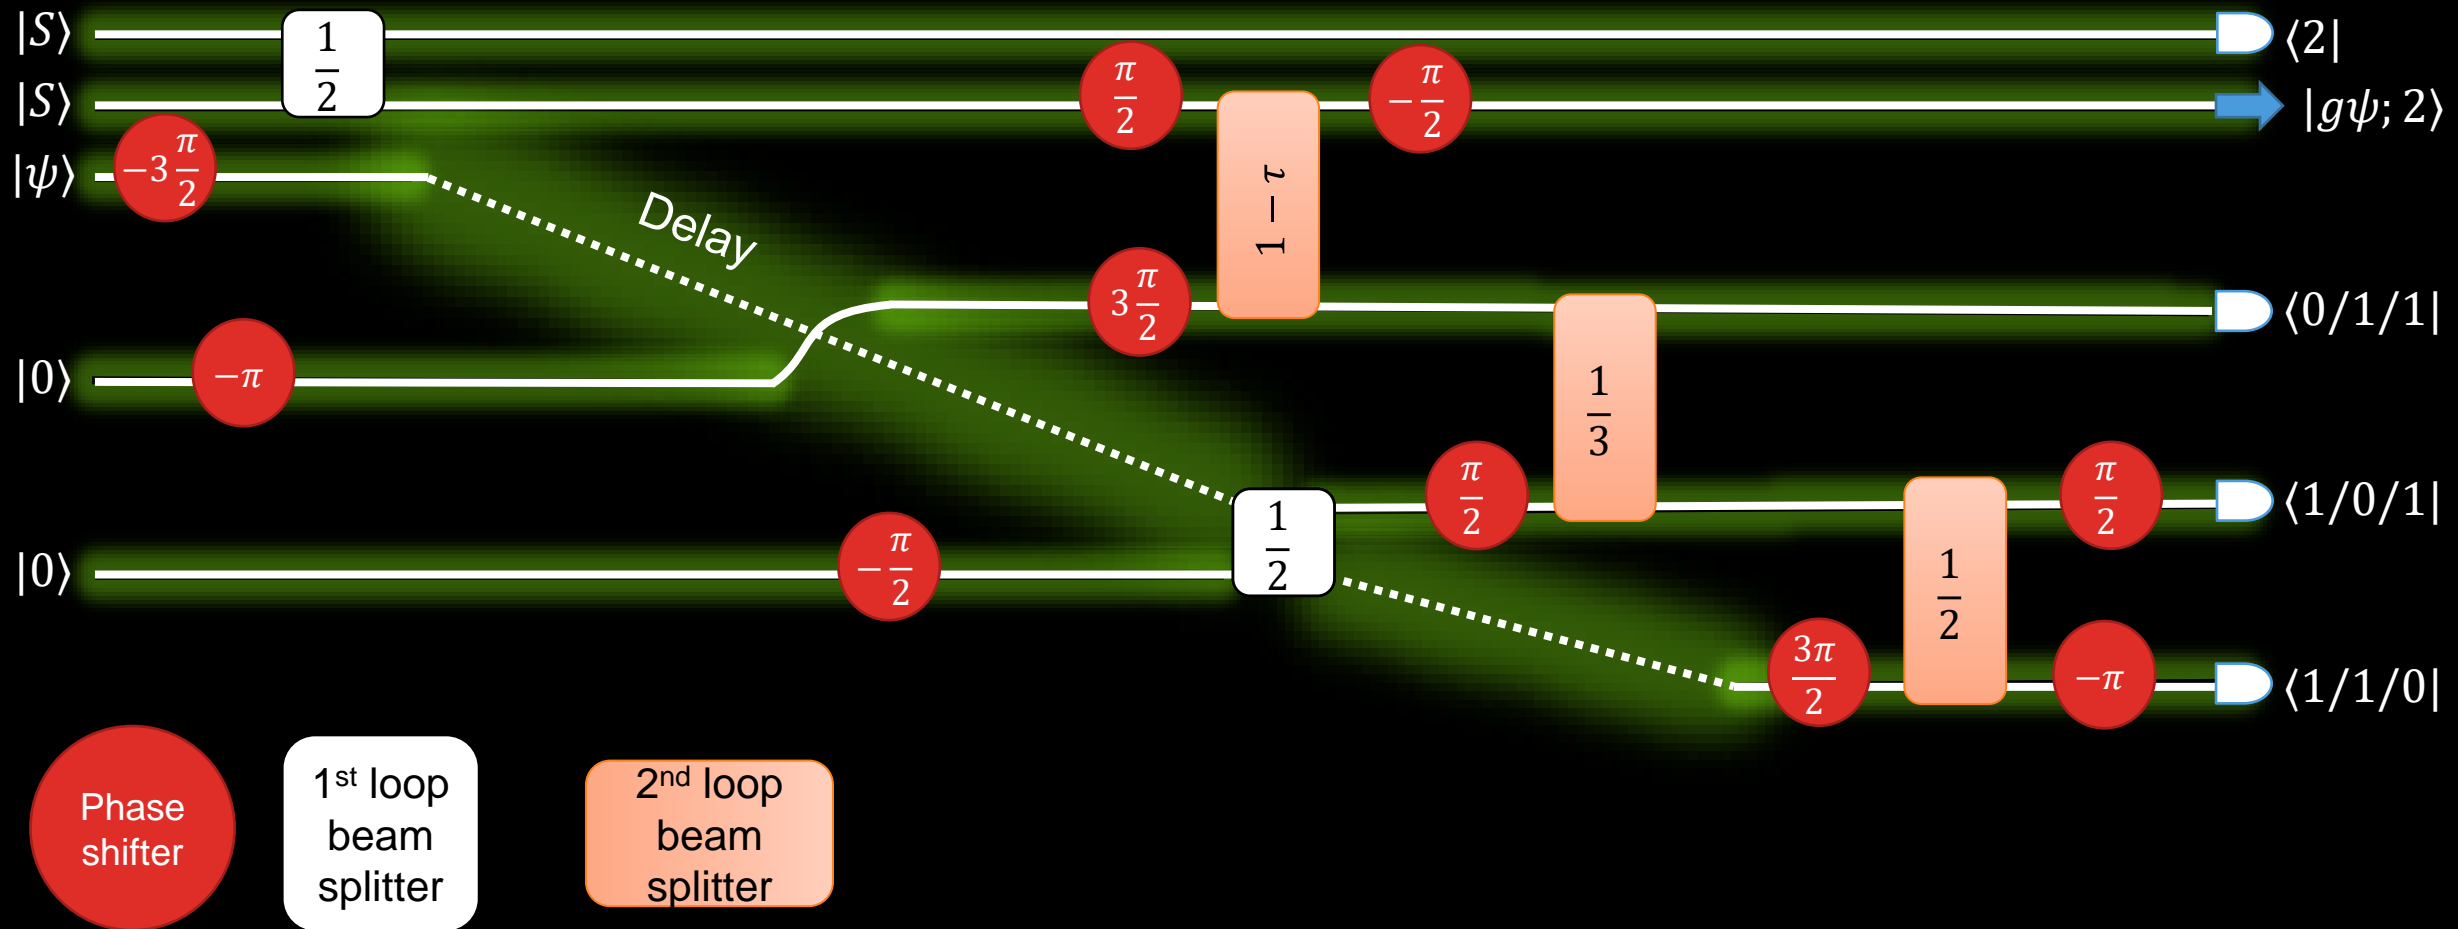 |S⟩
1/2
⟨2|
|S⟩
π/2
−π/2
|gψ; 2⟩
|ψ⟩
−3 π/2
1 − τ
Delay
3 π/2
⟨0/1/1|
|0⟩
−π
1/3
π/2
1/2
π/2
⟨1/0/1|
|0⟩
−π/2
1/2
3π/2
−π
⟨1/1/0|
Phase
shifter
1st loop
beam
splitter
2nd loop
beam
splitter